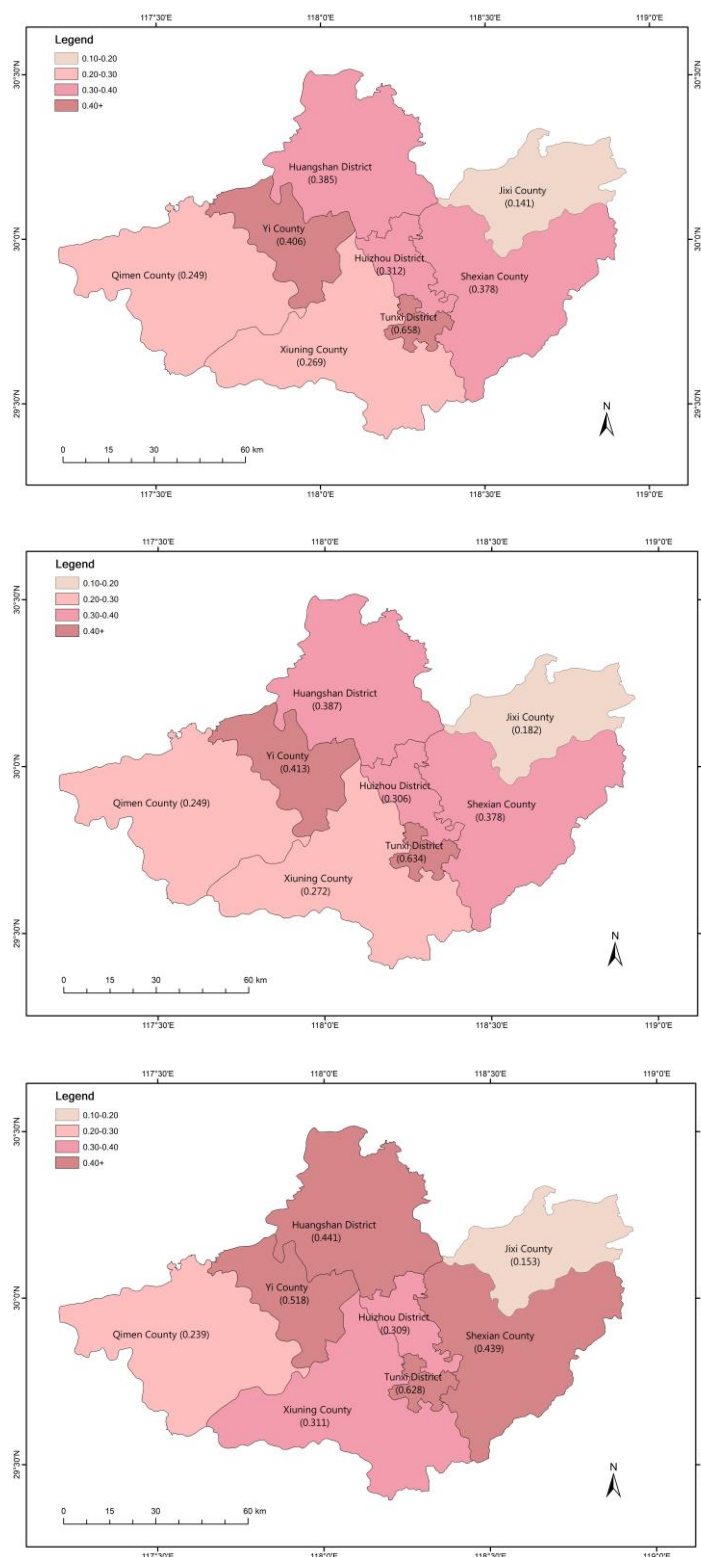 117°30'E 118°0'E 118°30'E 119°0'E
Legend
0.10-0.20
0.20-0.30
0.30-0.40
0.40+
30°30'N
30°0'N
29°30'N
Huangshan District
(0.385)
Jixi County
(0.141)
Yi County
(0.406)
Huizhou District
(0.312)
Qimen County (0.249)
Shexian County
(0.378)
Tunxi District
(0.658)
Xiuning County
(0.269)
N
0 15 30 60 km
117°30'E 118°0'E 118°30'E 119°0'E
117°30'E 118°0'E 118°30'E 119°0'E
Legend
0.10-0.20
0.20-0.30
0.30-0.40
0.40+
30°30'N
30°0'N
29°30'N
Huangshan District
(0.387)
Jixi County
(0.182)
Yi County
(0.413)
Huizhou District
(0.306)
Qimen County (0.249)
Shexian County
(0.378)
Tunxi District
(0.634)
Xiuning County
(0.272)
N
0 15 30 60 km
117°30'E 118°0'E 118°30'E 119°0'E
117°30'E 118°0'E 118°30'E 119°0'E
Legend
0.10-0.20
0.20-0.30
0.30-0.40
0.40+
30°30'N
30°0'N
29°30'N
Huangshan District
(0.441)
Jixi County
(0.153)
Yi County
(0.518)
Huizhou District
(0.309)
Qimen County (0.239)
Shexian County
(0.439)
Tunxi District
(0.628)
Xiuning County
(0.311)
N
0 15 30 60 km
117°30'E 118°0'E 118°30'E 119°0'E